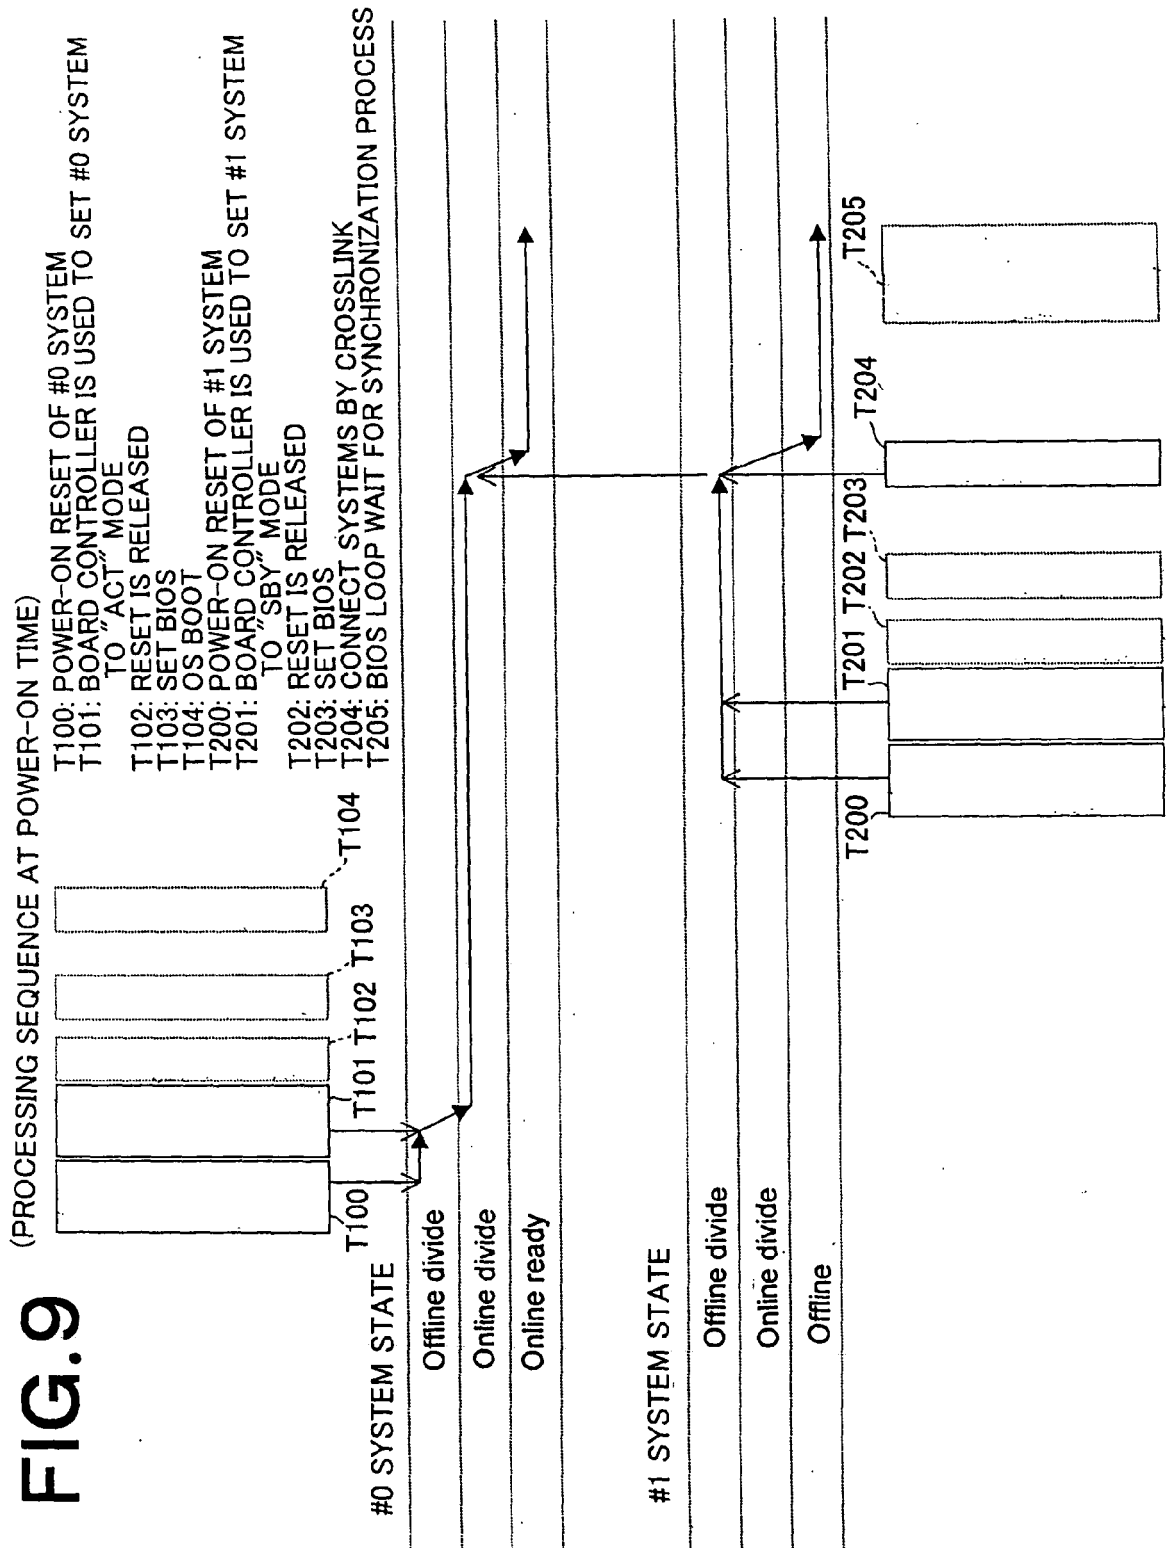 FIG.9
(PROCESSING SEQUENCE AT POWER-ON TIME)
T100: POWER-ON RESET OF #0 SYSTEM
T101: BOARD CONTROLLER IS USED TO SET #0 SYSTEM
TO "ACT" MODE
T102: RESET IS RELEASED
T103: SET BIOS
T104: OS BOOT
T200: POWER-ON RESET OF #1 SYSTEM
T201: BOARD CONTROLLER IS USED TO SET #1 SYSTEM
TO "SBY" MODE
T202: RESET IS RELEASED
T203: SET BIOS
T204: CONNECT SYSTEMS BY CROSSLINK
T205: BIOS LOOP WAIT FOR SYNCHRONIZATION PROCESS
T100
T101
T102
T103
T104
#0 SYSTEM STATE
Offline divide
Online divide
Online ready
#1 SYSTEM STATE
Offline divide
Online divide
Offline
T200
T201
T202
T203
T204
T205